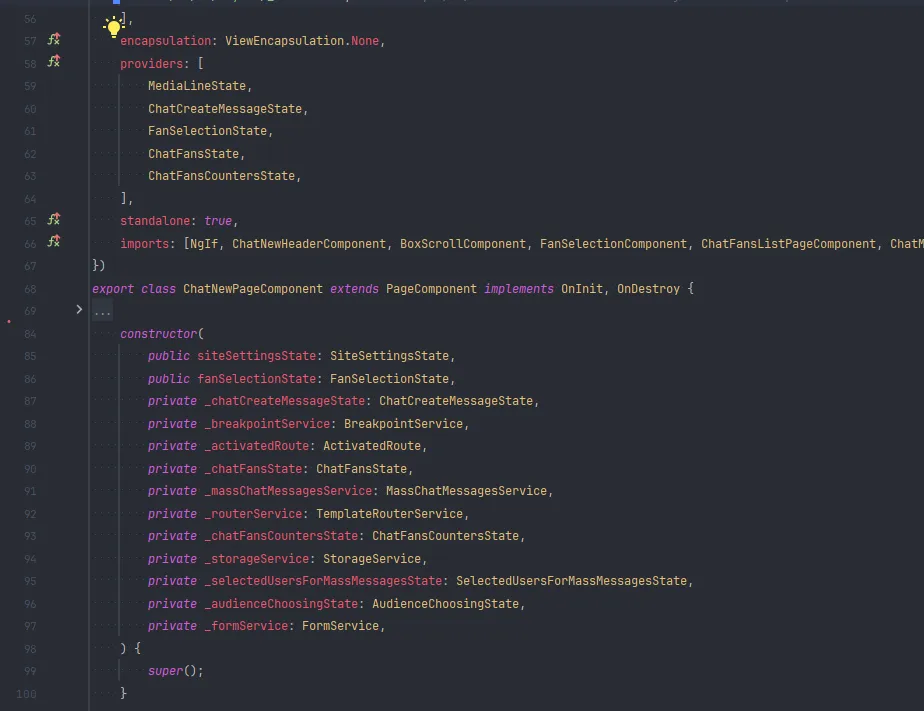 56 ],
57 encapsulation: ViewEncapsulation.None,
58 providers: [
59 MediaLineState,
60 ChatCreateMessageState,
61 FanSelectionState,
62 ChatFansState,
63 ChatFansCountersState,
64 ],
65 standalone: true,
66 imports: [NgIf, ChatNewHeaderComponent, BoxScrollComponent, FanSelectionComponent, ChatFansListPageComponent, ChatM
67 })
68 export class ChatNewPageComponent extends PageComponent implements OnInit, OnDestroy {
69 ...
84 constructor(
85 public siteSettingsState: SiteSettingsState,
86 public fanSelectionState: FanSelectionState,
87 private _chatCreateMessageState: ChatCreateMessageState,
88 private _breakpointService: BreakpointService,
89 private _activatedRoute: ActivatedRoute,
90 private _chatFansState: ChatFansState,
91 private _massChatMessagesService: MassChatMessagesService,
92 private _routerService: TemplateRouterService,
93 private _chatFansCountersState: ChatFansCountersState,
94 private _storageService: StorageService,
95 private _selectedUsersForMassMessagesState: SelectedUsersForMassMessagesState,
96 private _audienceChoosingState: AudienceChoosingState,
97 private _formService: FormService,
98 ) {
99 super();
100 }